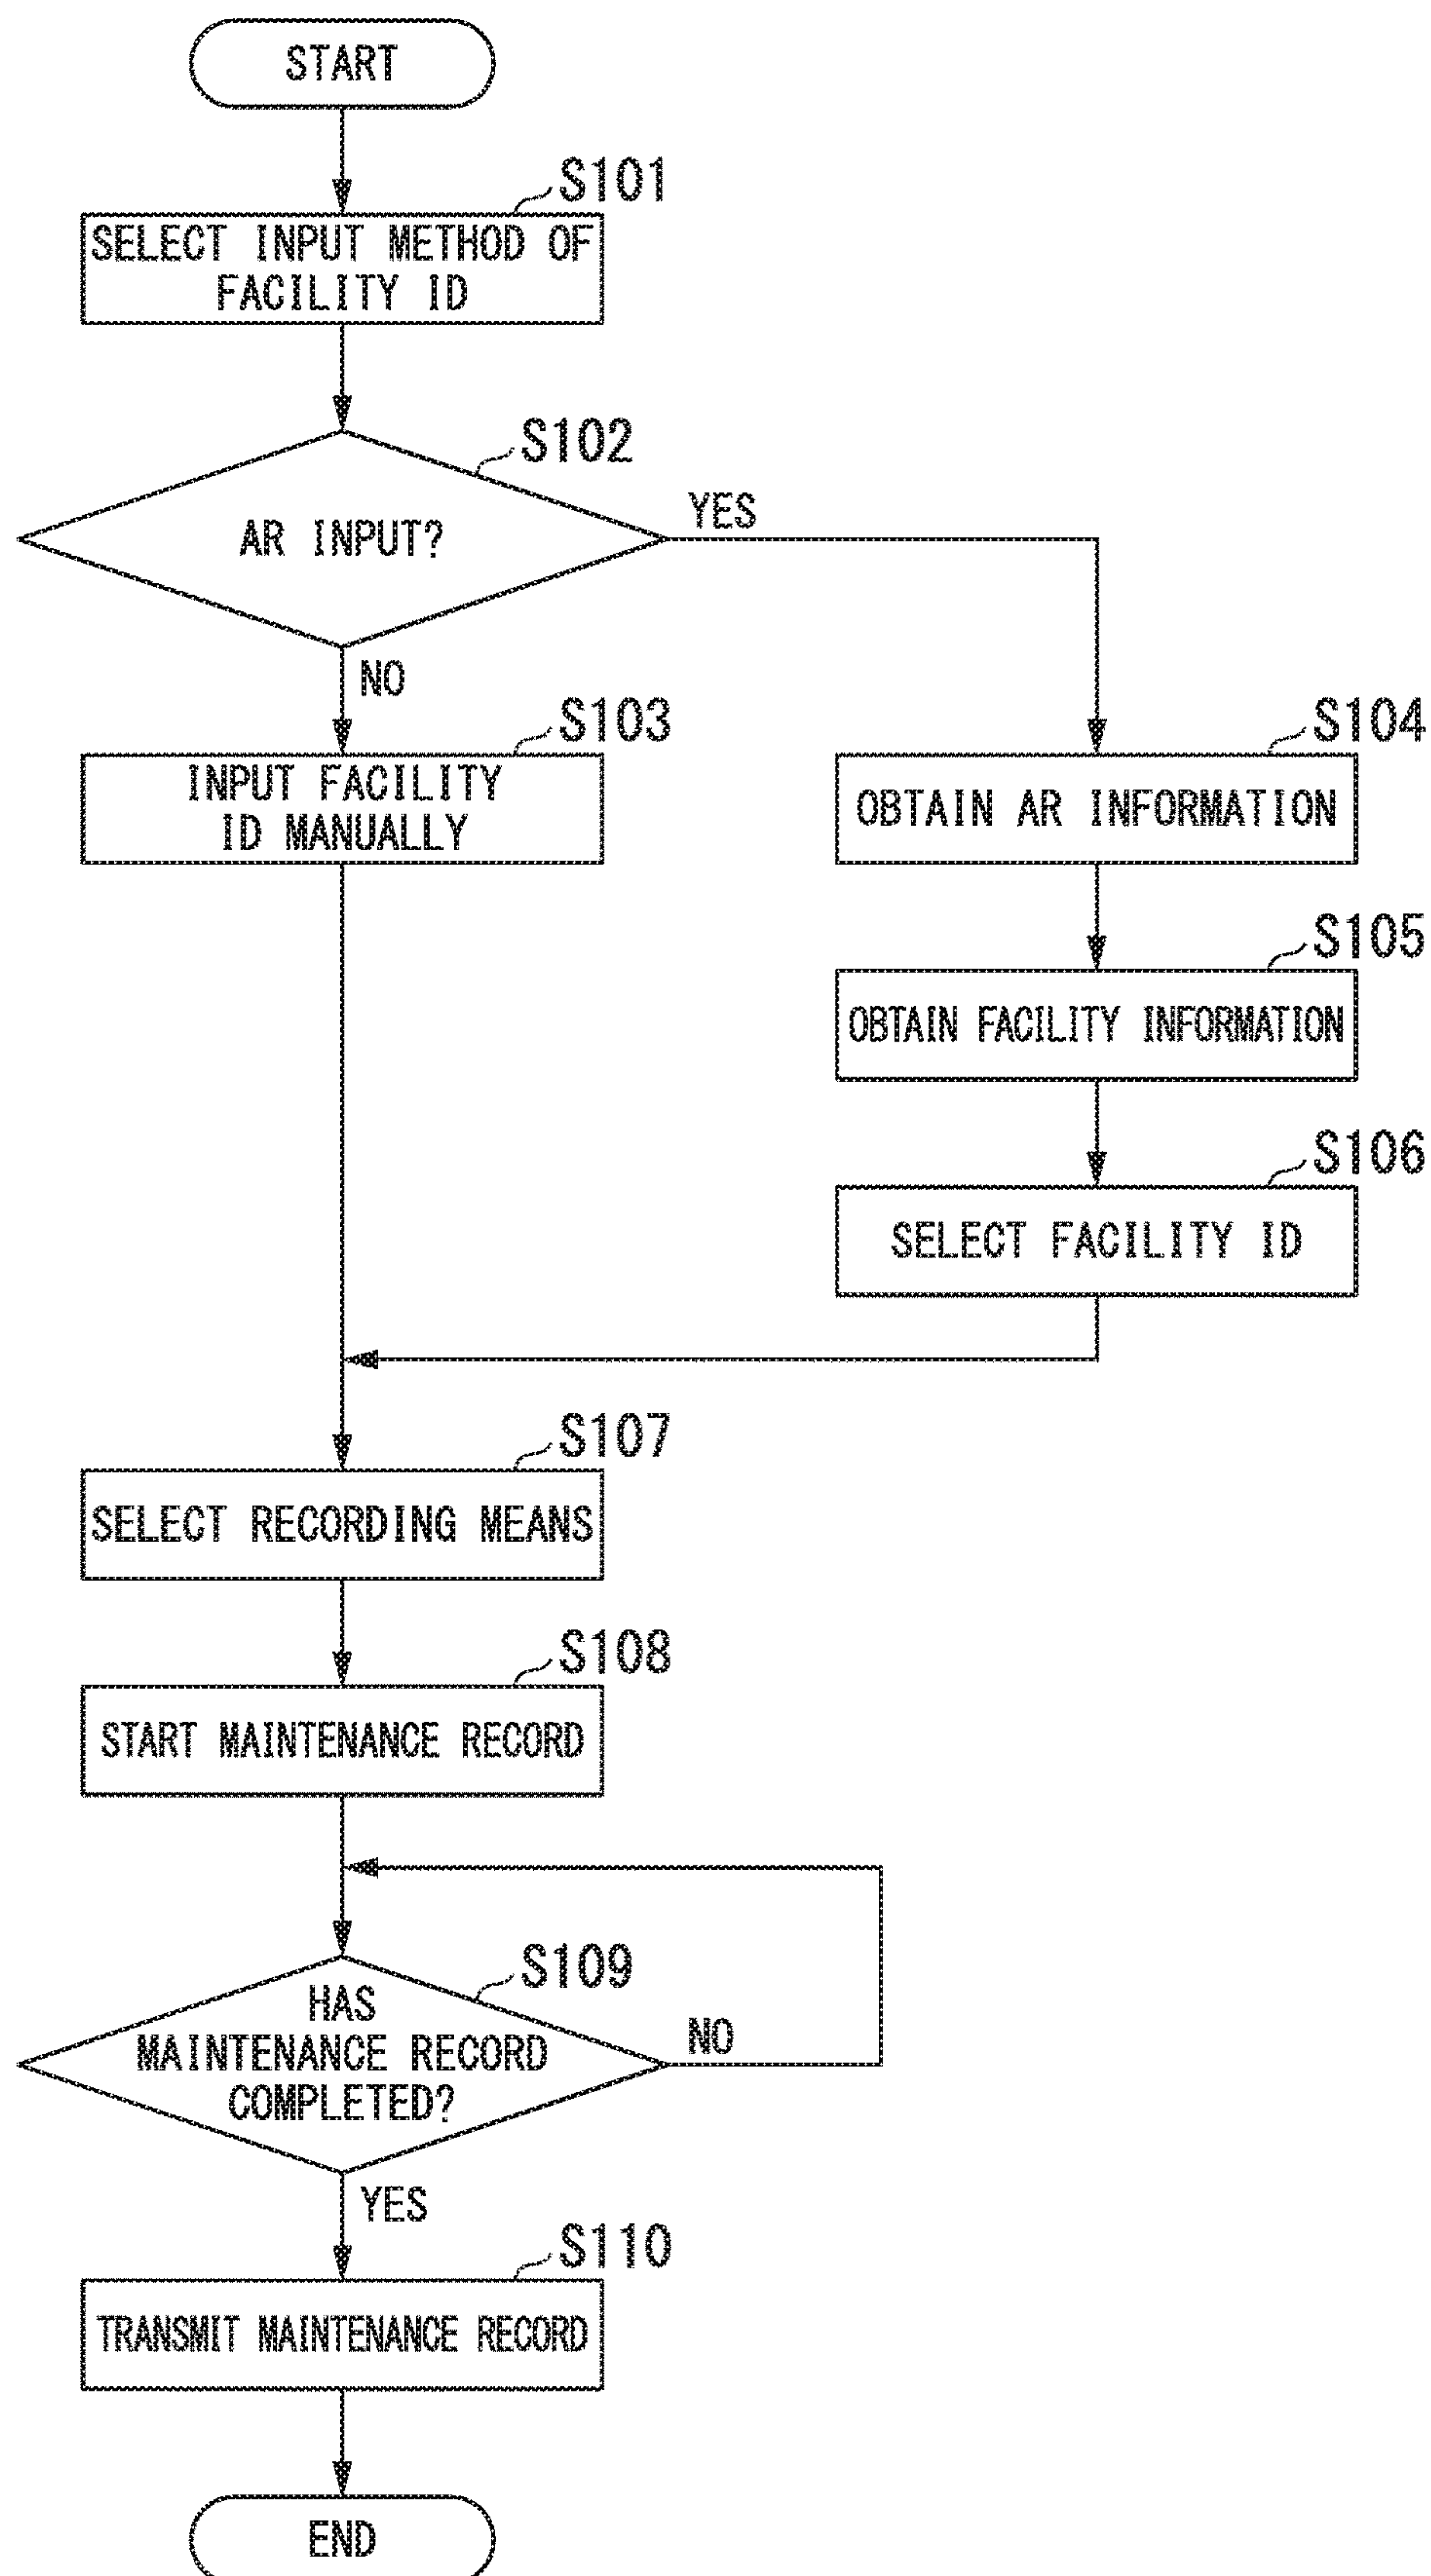 START
S101
SELECT INPUT METHOD OF
FACILITY ID
S102
AR INPUT?
YES
NO
S103
INPUT FACILITY
ID MANUALLY
S104
OBTAIN AR INFORMATION
S105
OBTAIN FACILITY INFORMATION
S106
SELECT FACILITY ID
S107
SELECT RECORDING MEANS
S108
START MAINTENANCE RECORD
S109
HAS
MAINTENANCE RECORD
COMPLETED?
NO
YES
S110
TRANSMIT MAINTENANCE RECORD
END